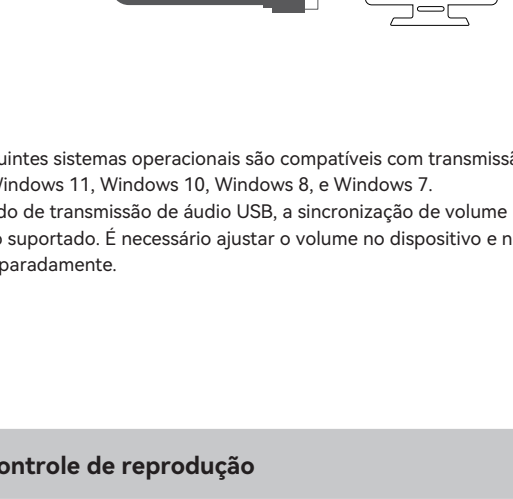 uintes sistemas operacionais são compatíveis com transmissã
Windows 11, Windows 10, Windows 8, e Windows 7.
do de transmissão de áudio USB, a sincronização de volume
o suportado. É necessário ajustar o volume no dispositivo e n
paradamente.
ontrole de reprodução